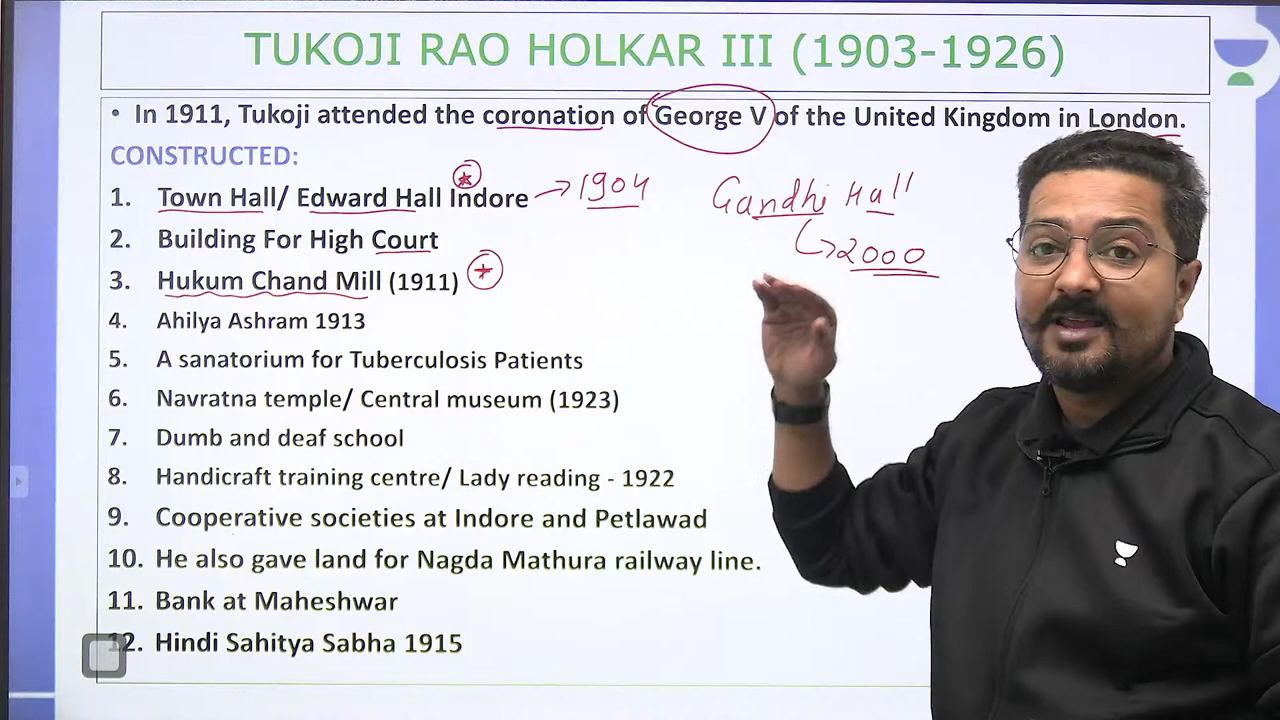 TUKOJI RAO HOLKAR III (1903-1926)
• In 1911, Tukoji attended the coronation of George V of the United Kingdom in London.
CONSTRUCTED:
1. Town Hall/ Edward Hall Indore → 1904 Gandhi Hall
2. Building For High Court ↳ 2000
3. Hukum Chand Mill (1911)
4. Ahilya Ashram 1913
5. A sanatorium for Tuberculosis Patients
6. Navratna temple/ Central museum (1923)
7. Dumb and deaf school
8. Handicraft training centre/ Lady reading - 1922
9. Cooperative societies at Indore and Petlawad
10. He also gave land for Nagda Mathura railway line.
11. Bank at Maheshwar
12. Hindi Sahitya Sabha 1915